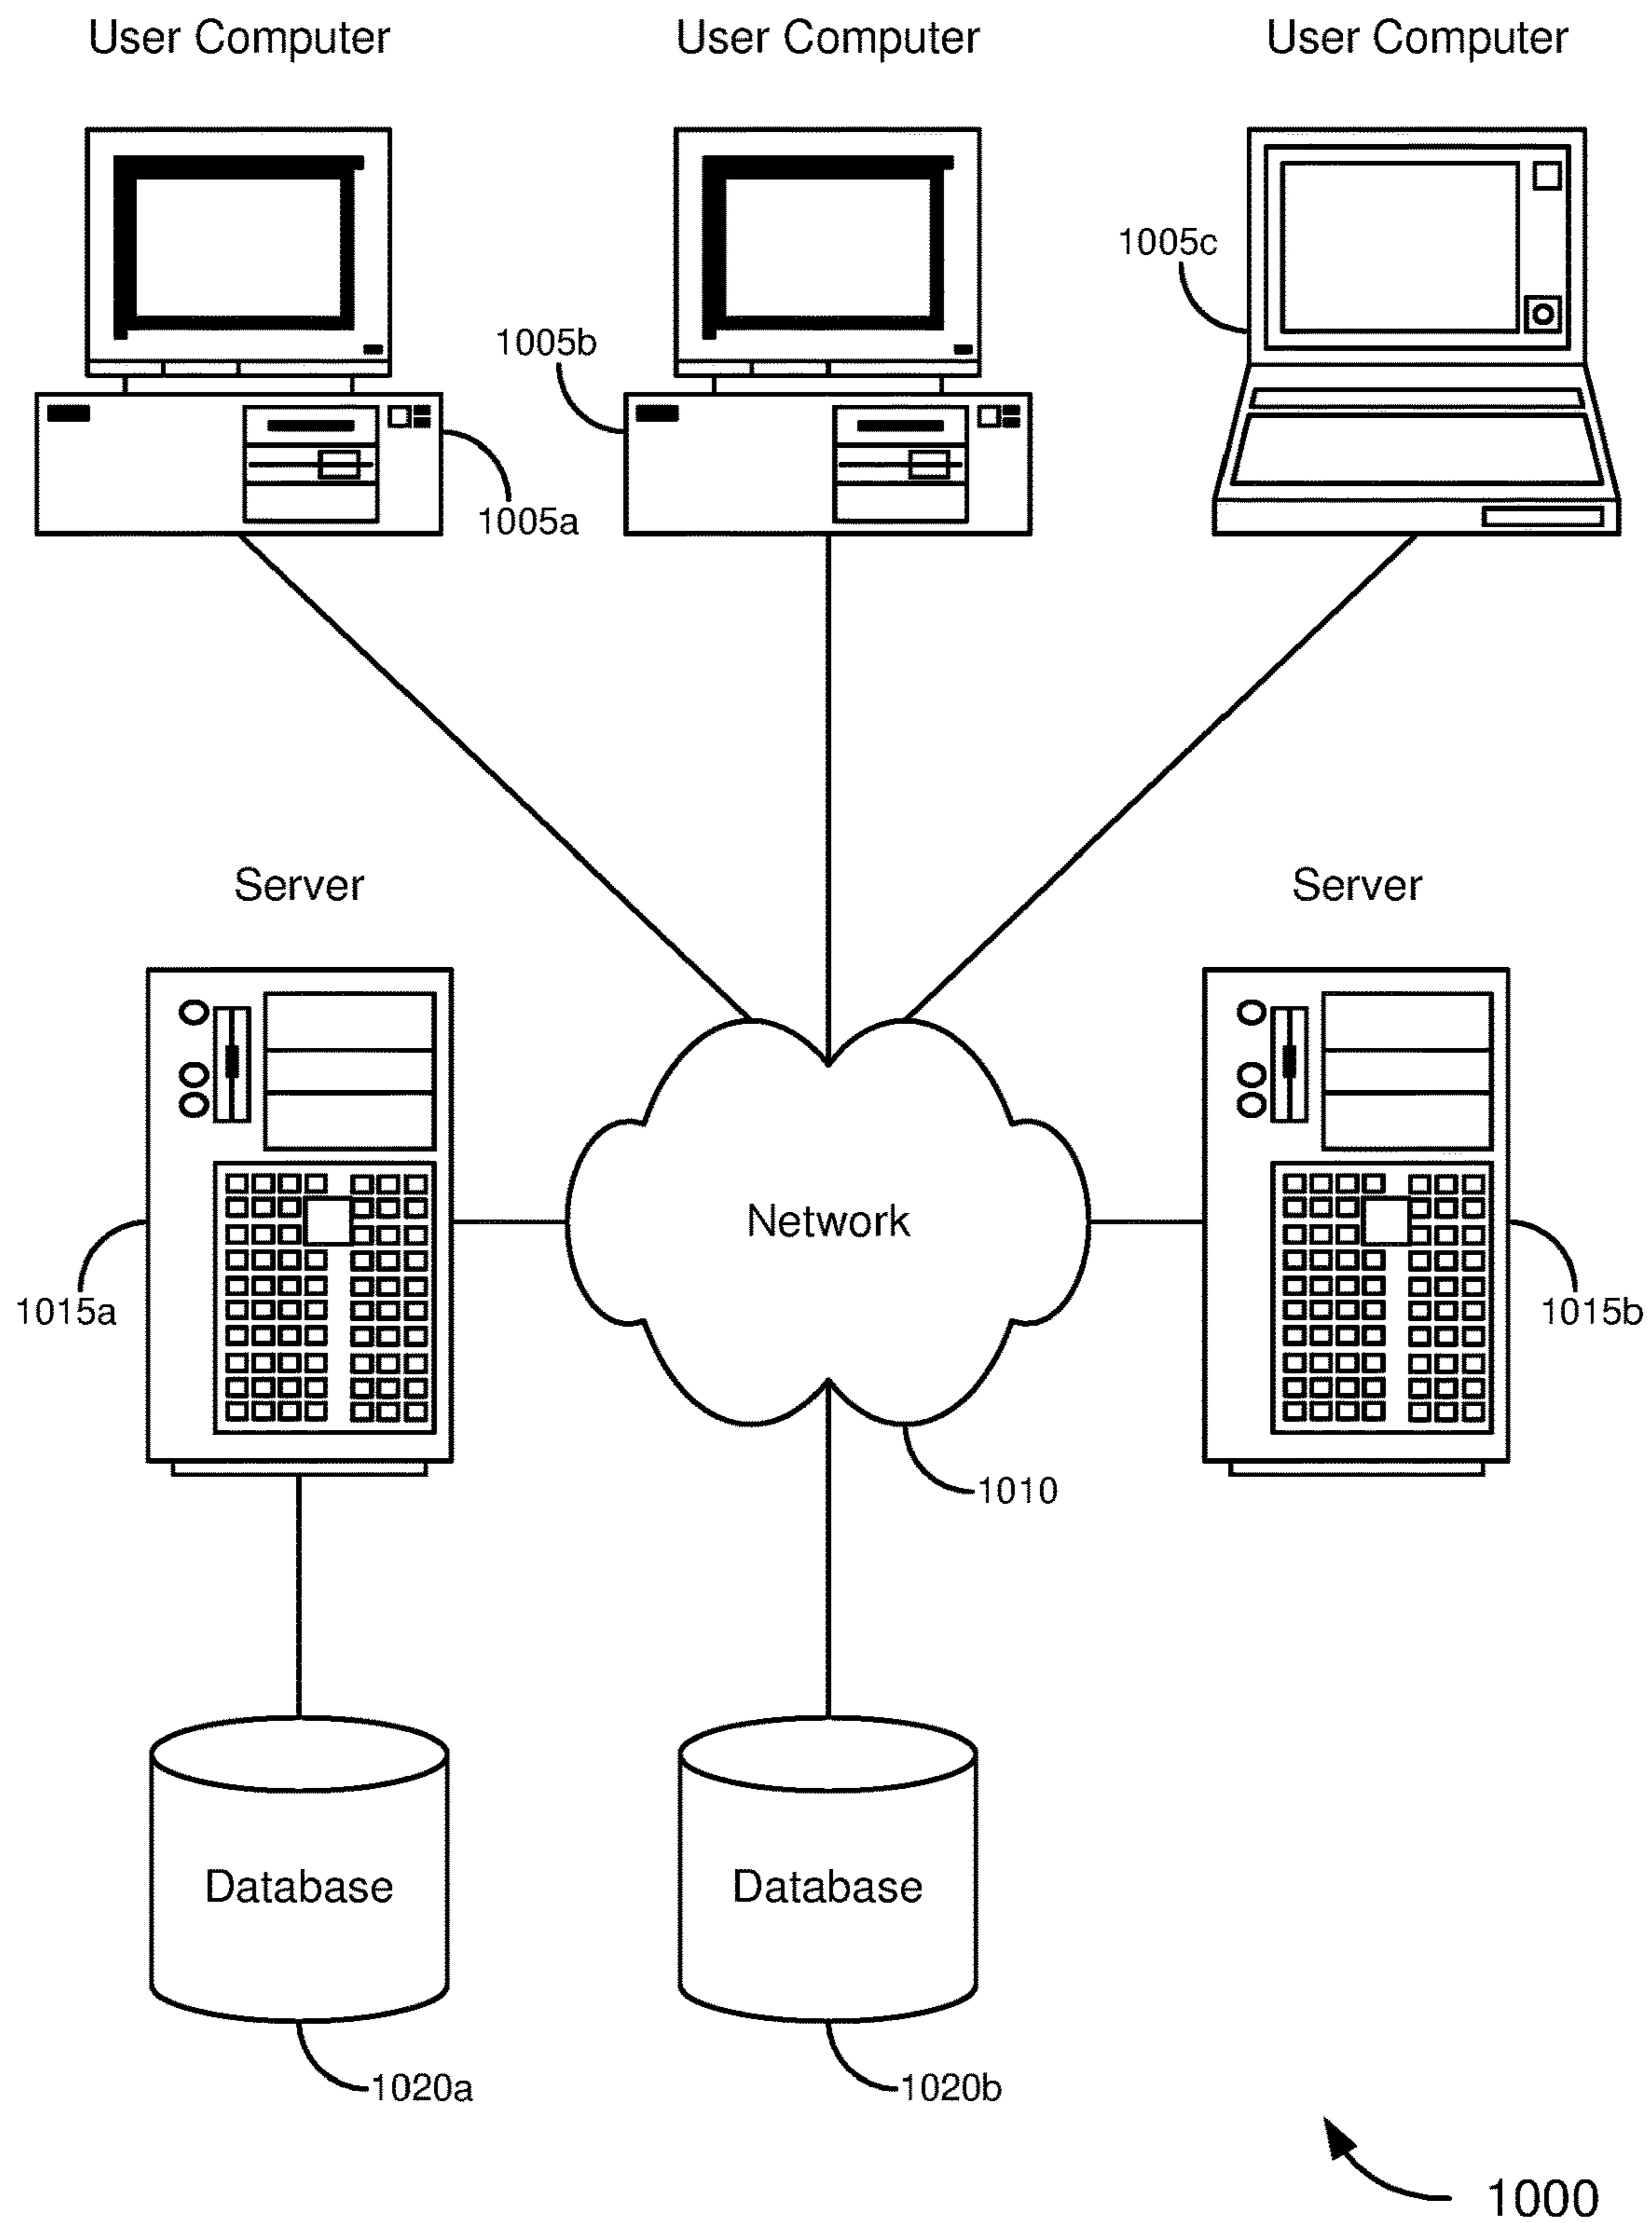 User Computer
User Computer
User Computer
1005c
1005b
1005a
Server
Server
Network
1015a
1015b
1010
Database
Database
1020a
1020b
1000